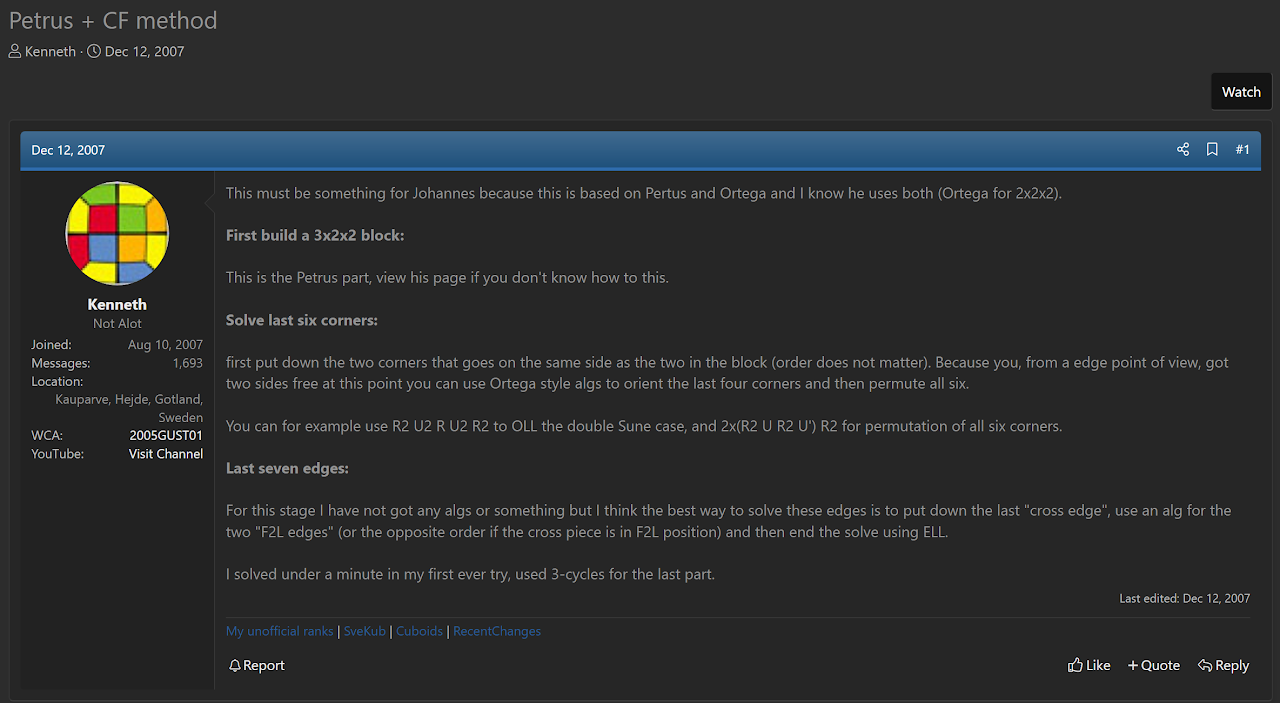 Petrus + CF method
Kenneth · Dec 12, 2007
Watch
Dec 12, 2007
#1
Kenneth
Not Alot
Joined: Aug 10, 2007
Messages: 1,693
Location:
Kauparve, Hejde, Gotland,
Sweden
WCA: 2005GUST01
YouTube: Visit Channel
This must be something for Johannes because this is based on Pertus and Ortega and I know he uses both (Ortega for 2x2x2).
First build a 3x2x2 block:
This is the Petrus part, view his page if you don't know how to this.
Solve last six corners:
first put down the two corners that goes on the same side as the two in the block (order does not matter). Because you, from a edge point of view, got
two sides free at this point you can use Ortega style algs to orient the last four corners and then permute all six.
You can for example use R2 U2 R U2 R2 to OLL the double Sune case, and 2x(R2 U R2 U') R2 for permutation of all six corners.
Last seven edges:
For this stage I have not got any algs or something but I think the best way to solve these edges is to put down the last "cross edge", use an alg for the
two "F2L edges" (or the opposite order if the cross piece is in F2L position) and then end the solve using ELL.
I solved under a minute in my first ever try, used 3-cycles for the last part.
Last edited: Dec 12, 2007
My unofficial ranks | SveKub | Cuboids | RecentChanges
Report
Like
+ Quote
Reply